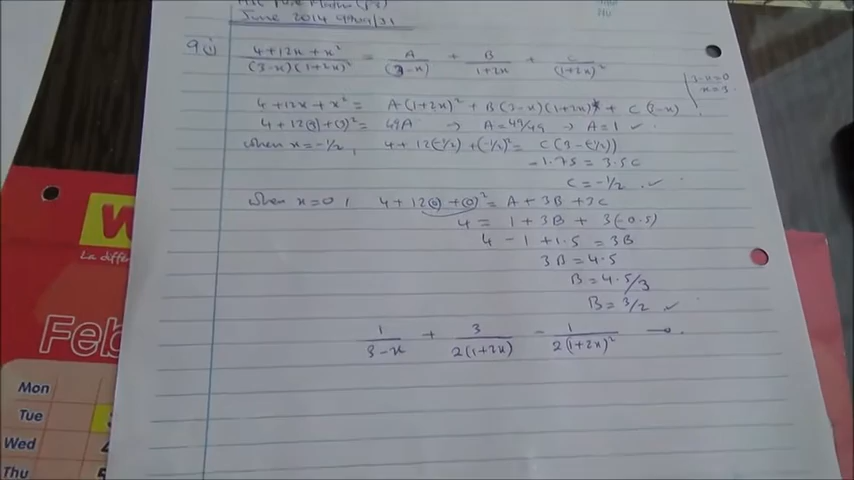 June 2014 9709/31
9(i) (4+12x+x²)/((3-x)(1+2x)²) = A/(3-x) + B/(1+2x) + C/(1+2x)²
3-x=0
x=3
4+12x+x² = A(1+2x)² + B(3-x)(1+2x) + C(3-x)
4+12(3)+(3)² = 49A → A=49/49 → A=1 ✓
when x=-1/2, 4+12(-1/2)+(-1/2)² = C(3-(-1/2))
-1.75 = 3.5C
C=-1/2 ✓
when x=0, 4+12(0)+(0)² = A+3B+3C
4 = 1+3B+3(-0.5)
4-1+1.5 = 3B
3B=4.5
B=4.5/3
B=3/2 ✓
1/(3-x) + 3/(2(1+2x)) - 1/(2(1+2x)²) →
W
La diffé
Feb
Mon
Tue
Wed
Thu